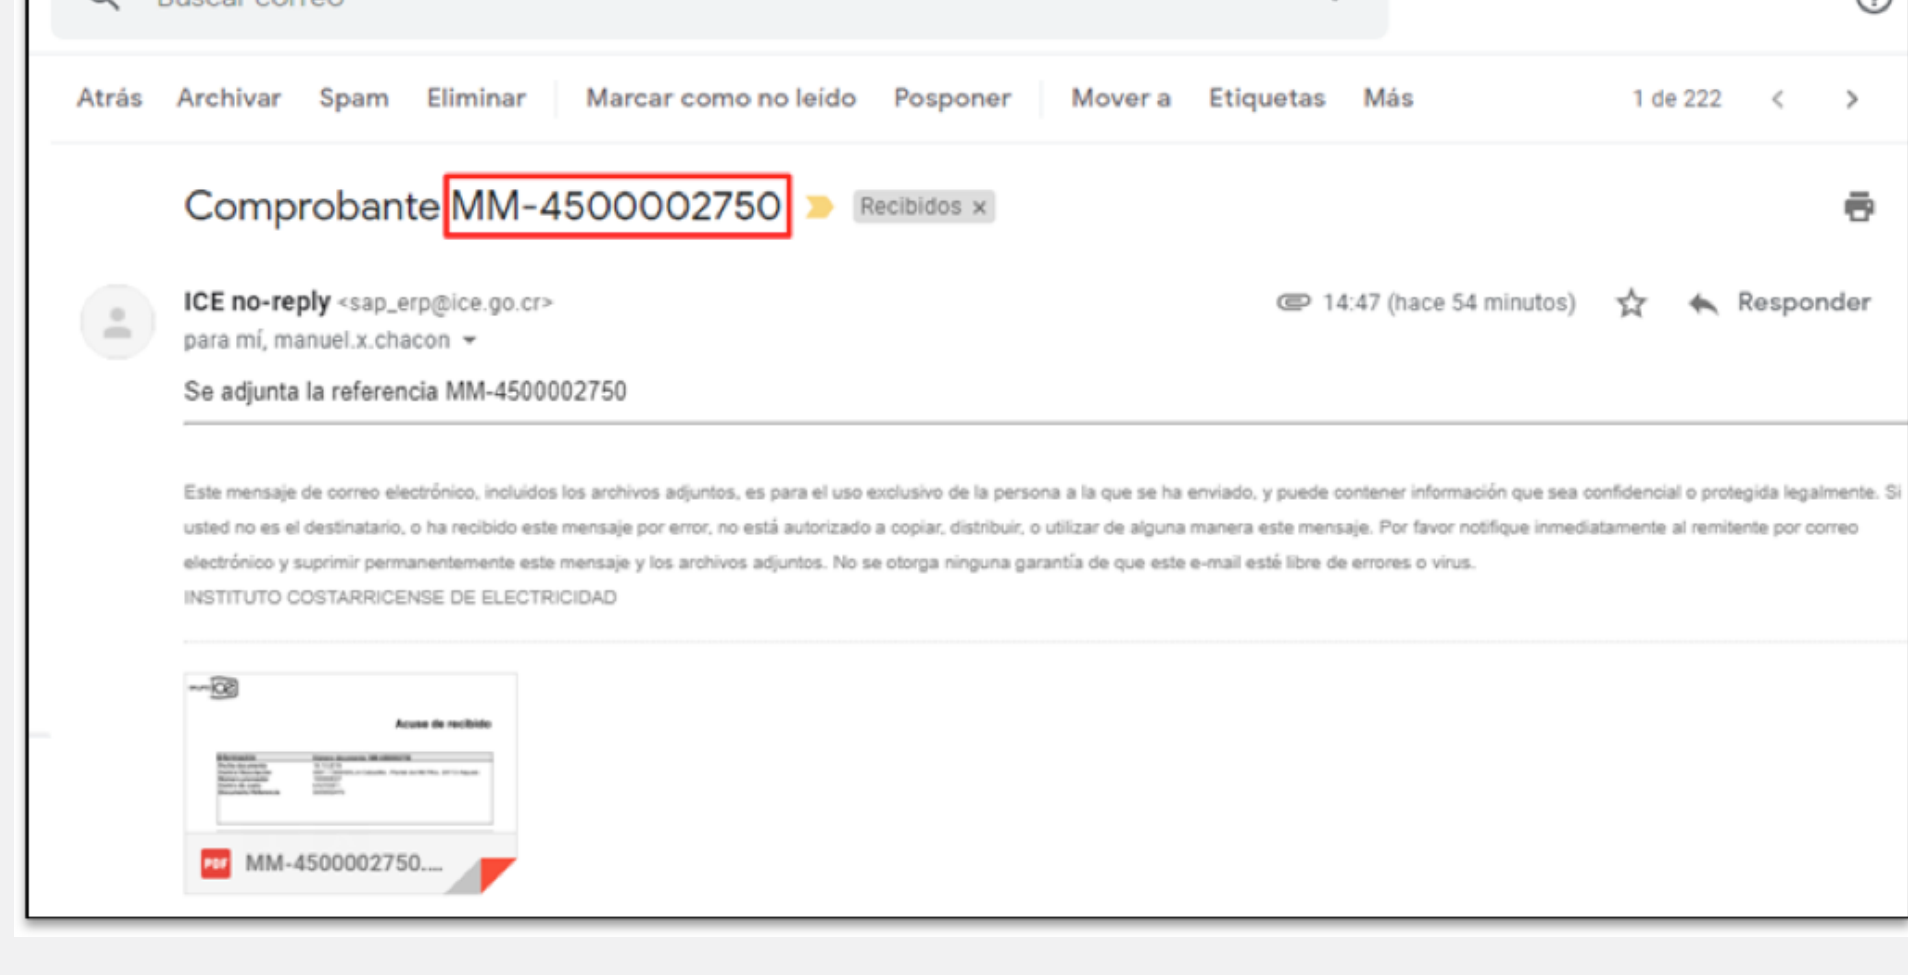 Buscar correo
Atrás Archivar Spam Eliminar Marcar como no leído Posponer Mover a Etiquetas Más 1 de 222
Comprobante MM-4500002750 Recibidos x
ICE no-reply <sap_erp@ice.go.cr> 14:47 (hace 54 minutos) Responder
para mí, manuel.x.chacon
Se adjunta la referencia MM-4500002750
Este mensaje de correo electrónico, incluidos los archivos adjuntos, es para el uso exclusivo de la persona a la que se ha enviado, y puede contener información que sea confidencial o protegida legalmente. Si
usted no es el destinatario, o ha recibido este mensaje por error, no está autorizado a copiar, distribuir, o utilizar de alguna manera este mensaje. Por favor notifique inmediatamente al remitente por correo
electrónico y suprimir permanentemente este mensaje y los archivos adjuntos. No se otorga ninguna garantía de que este e-mail esté libre de errores o virus.
INSTITUTO COSTARRICENSE DE ELECTRICIDAD
ice
Acuse de recibido
PDF MM-4500002750....